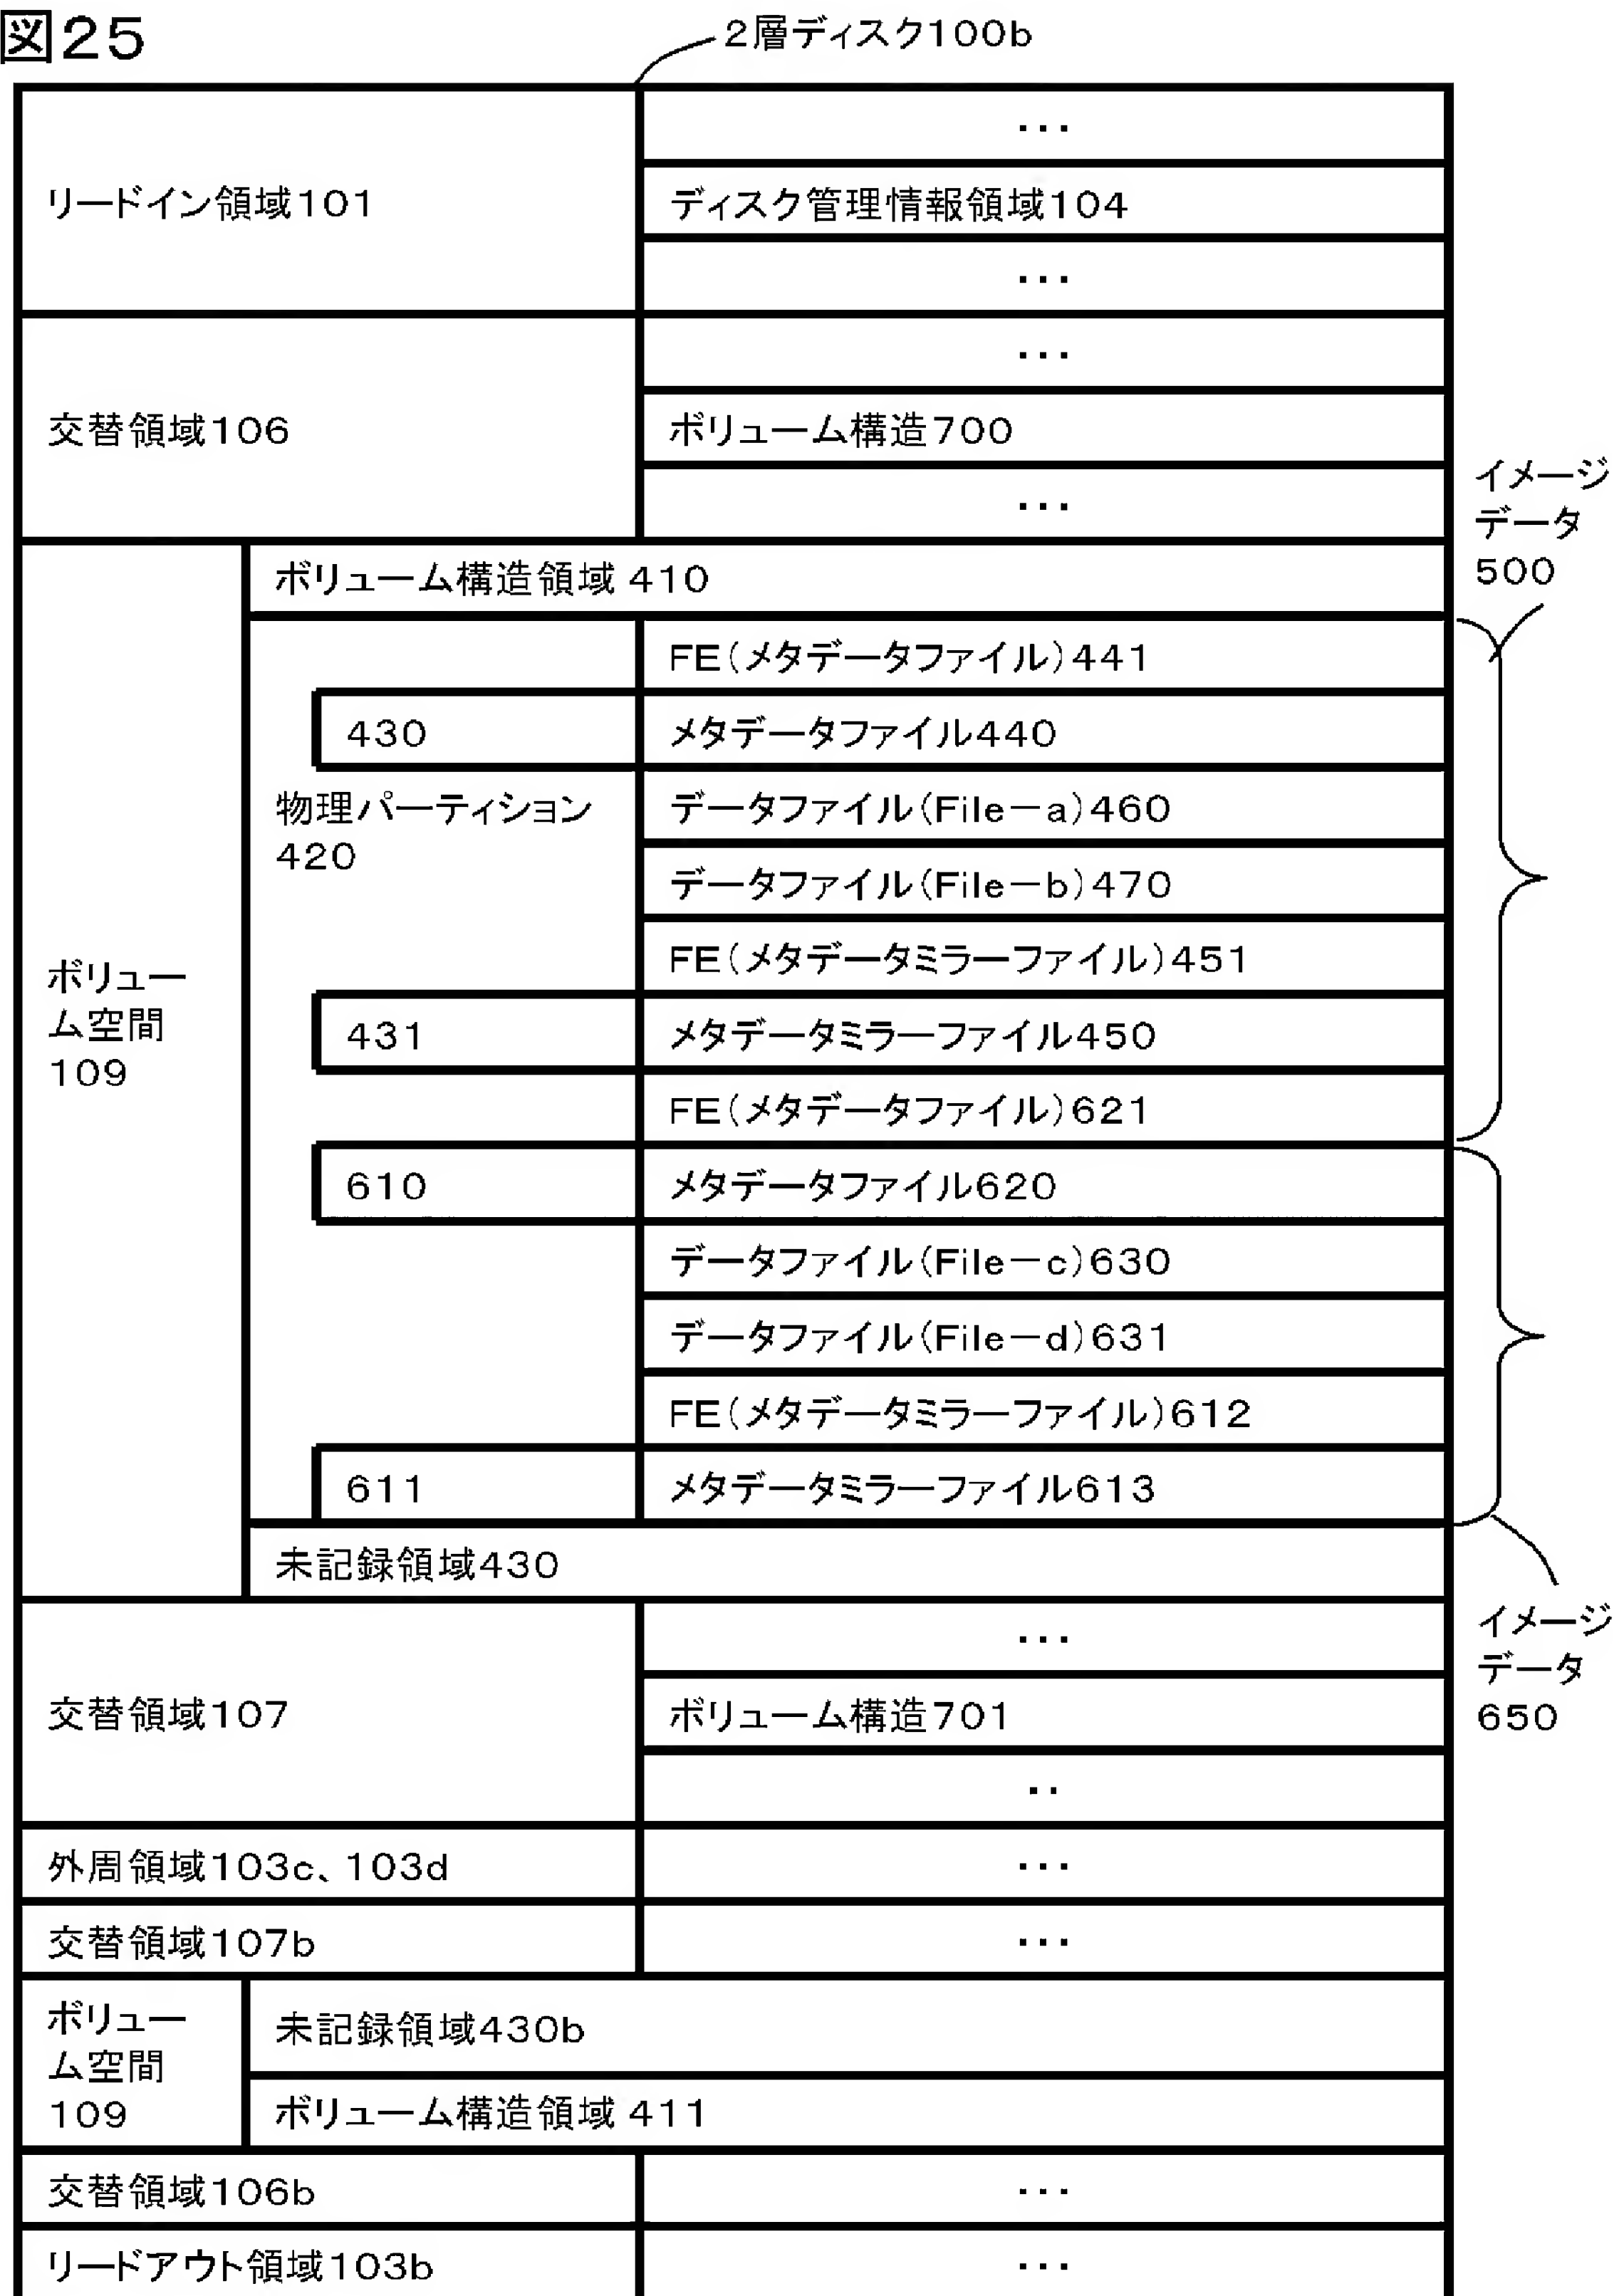 図25
2層ディスク100b
・・・
リードイン領域101
ディスク管理情報領域104
・・・
・・・
交替領域106
ボリューム構造700
・・・
イメージ
データ
500
ボリューム構造領域 410
FE(メタデータファイル)441
430
メタデータファイル440
物理パーティション
420
データファイル(File－a)460
データファイル(File－b)470
FE(メタデータミラーファイル)451
ボリュー
ム空間
109
431
メタデータミラーファイル450
FE(メタデータファイル)621
610
メタデータファイル620
データファイル(File－c)630
データファイル(File－d)631
FE(メタデータミラーファイル)612
611
メタデータミラーファイル613
未記録領域430
イメージ
データ
650
・・・
交替領域107
ボリューム構造701
・・
外周領域103c、103d
・・・
交替領域107b
・・・
ボリュー
ム空間
109
未記録領域430b
ボリューム構造領域 411
交替領域106b
・・・
リードアウト領域103b
・・・